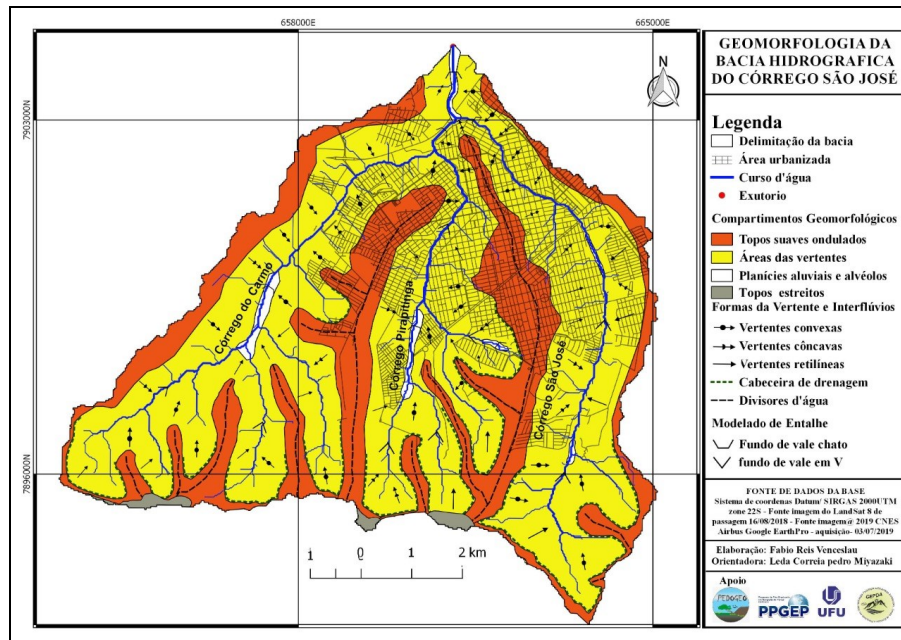 658000E
665000E
7903000N
7896000N
N
Córrego do Carmo
Córrego Pirapitinga
Córrego São José
1 0 1 2 km
GEOMORFOLOGIA DA
BACIA HIDROGRAFICA
DO CÓRREGO SÃO JOSÉ
Legenda
Delimitação da bacia
Área urbanizada
Curso d'água
Exutorio
Compartimentos Geomorfológicos
Topos suaves ondulados
Áreas das vertentes
Planícies aluviais e alvéolos
Topos estreitos
Formas da Vertente e Interflúvios
Vertentes convexas
Vertentes côncavas
Vertentes retilíneas
Cabeceira de drenagem
Divisores d'água
Modelado de Entalhe
Fundo de vale chato
fundo de vale em V
FONTE DE DADOS DA BASE
Sistema de coordenas Datum/ SIRGAS 2000UTM
zone 22S - Fonte imagem do LandSat 8 de
passagem 16/08/2018 - Fonte imagem@ 2019 CNES
Airbus Google EarthPro - aquisição- 03/07/2019
Elaboração: Fabio Reis Venceslau
Orientadora: Leda Correia pedro Miyazaki
Apoio
PEDOGEO
PPGEP
UFU